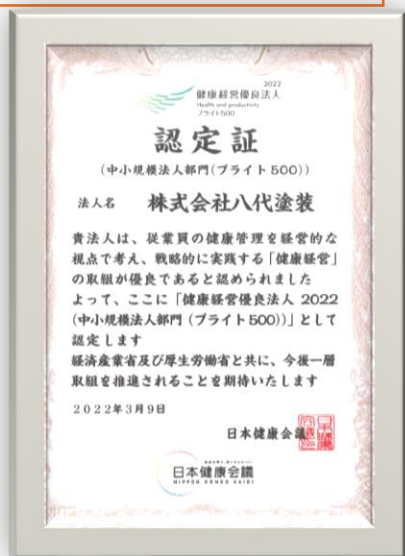 2022
健康経営優良法人
Health and productivity
ブライト500
認定証
(中小規模法人部門(ブライト500))
法人名 株式会社八代塗装
貴法人は、従業員の健康管理を経営的な
視点で考え、戦略的に実践する「健康経営」
の取組が優良であると認められました
よって、ここに「健康経営優良法人 2022
(中小規模法人部門(ブライト500))」として
認定します
経済産業省及び厚生労働省と共に、今後一層
取組を推進されることを期待いたします
2022年3月9日
日本健康会議
日本健康会議
NIPPON KENKO KAIGI